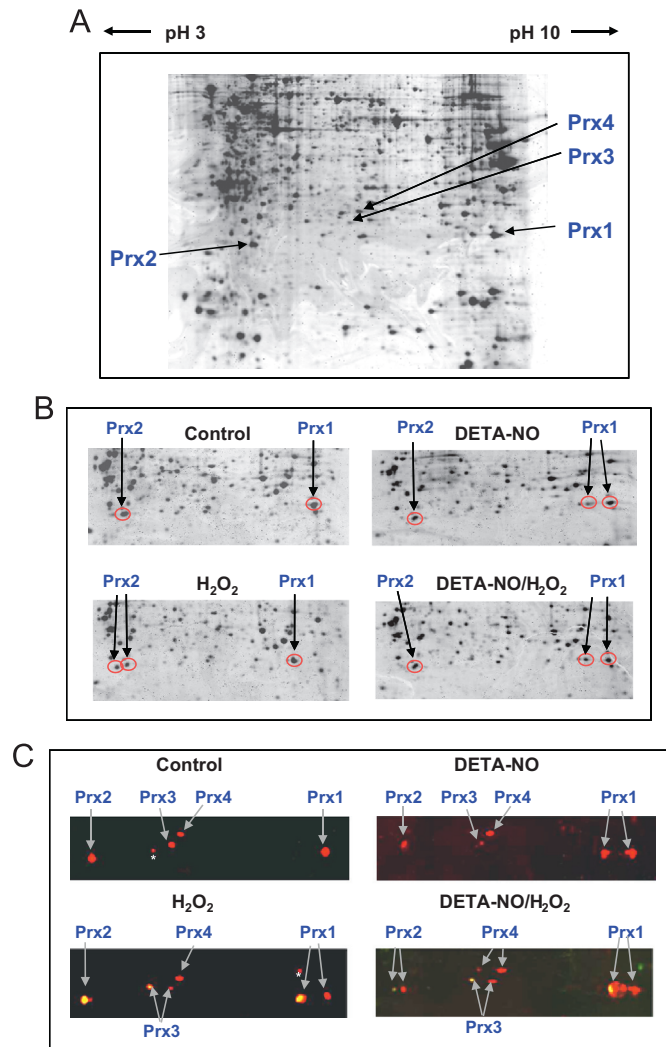 A
pH 3
pH 10
Prx4
Prx3
Prx1
Prx2
B
Prx2
Control
Prx1
Prx2
DETA-NO
Prx1
Prx2
H₂O₂
Prx1
Prx2
DETA-NO/H₂O₂
Prx1
C
Control
DETA-NO
Prx2
Prx3
Prx4
Prx1
Prx2
Prx3
Prx4
Prx1
*
H₂O₂
DETA-NO/H₂O₂
Prx2
Prx4
Prx1
Prx2
Prx4
Prx1
*
Prx3
Prx3